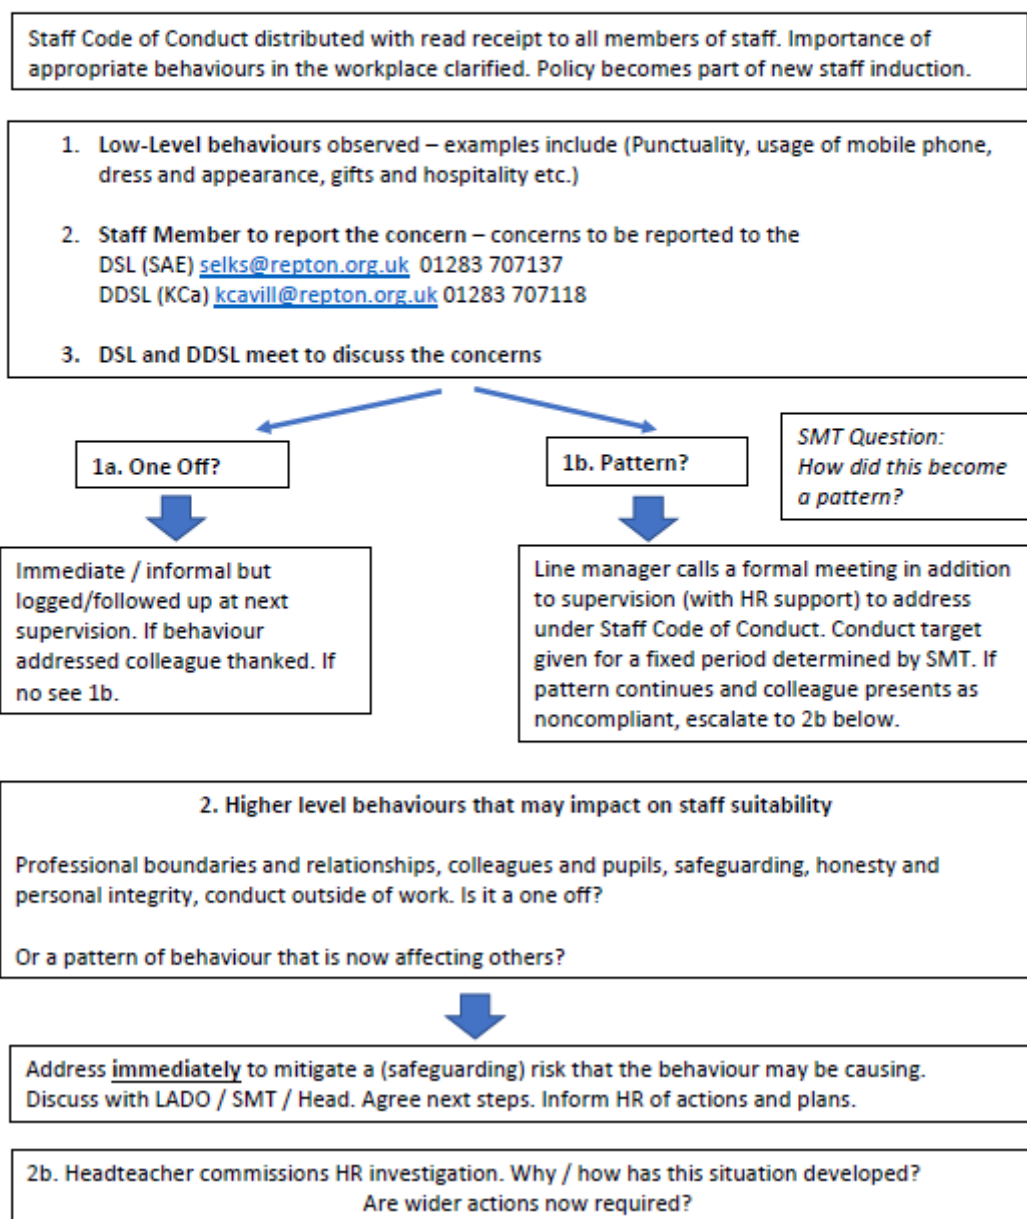 Staff Code of Conduct distributed with read receipt to all members of staff. Importance of
appropriate behaviours in the workplace clarified. Policy becomes part of new staff induction.
1. Low-Level behaviours observed – examples include (Punctuality, usage of mobile phone,
dress and appearance, gifts and hospitality etc.)
2. Staff Member to report the concern – concerns to be reported to the
DSL (SAE) selks@repton.org.uk 01283 707137
DDSL (KCa) kcavill@repton.org.uk 01283 707118
3. DSL and DDSL meet to discuss the concerns
1a. One Off?
1b. Pattern?
SMT Question:
How did this become
a pattern?
Immediate / informal but
logged/followed up at next
supervision. If behaviour
addressed colleague thanked. If
no see 1b.
Line manager calls a formal meeting in addition
to supervision (with HR support) to address
under Staff Code of Conduct. Conduct target
given for a fixed period determined by SMT. If
pattern continues and colleague presents as
noncompliant, escalate to 2b below.
2. Higher level behaviours that may impact on staff suitability
Professional boundaries and relationships, colleagues and pupils, safeguarding, honesty and
personal integrity, conduct outside of work. Is it a one off?
Or a pattern of behaviour that is now affecting others?
Address immediately to mitigate a (safeguarding) risk that the behaviour may be causing.
Discuss with LADO / SMT / Head. Agree next steps. Inform HR of actions and plans.
2b. Headteacher commissions HR investigation. Why / how has this situation developed?
Are wider actions now required?